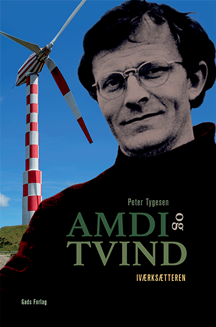 Peter Tygesen
AMDI og
TVIND
IVÆRKSÆTTEREN
Gads Forlag